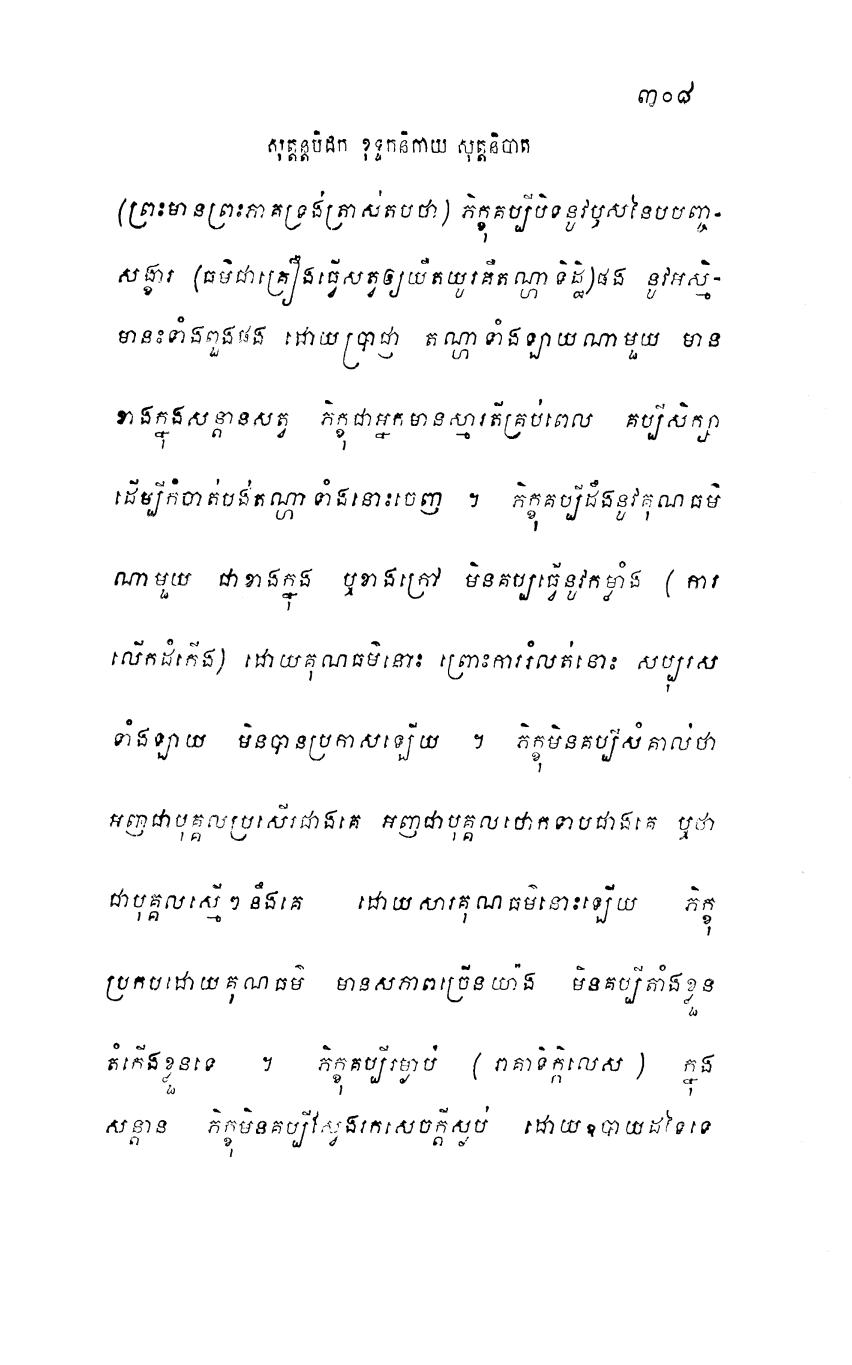 ៣០៨
សុត្តន្តបិដក ខុទ្ទកនិកាយ សុត្តនិបាត
(ព្រះមានព្រះភាគទ្រង់ត្រាស់តបថា) ភិក្ខុគប្បីបិទនូវឫសនៃបបញ្ច-
សង្ខារ (ធម៌ជាគ្រឿងធ្វើសត្វឲ្យយឺតយូរគឺតណ្ហា ទិដ្ឋិ)ផង នូវអស្មិ-
មានះទាំងពួងផង ដោយប្រាជ្ញា តណ្ហាទាំងឡាយណាមួយ មាន
ខាងក្នុងសន្តានសត្វ ភិក្ខុជាអ្នកមានស្មារតីគ្រប់ពេល គប្បីសិក្សា
ដើម្បីកំចាត់បង់តណ្ហាទាំងនោះចេញ ។ ភិក្ខុគប្បីដឹងនូវគុណធម៌
ណាមួយ ជាខាងក្នុង ឬខាងក្រៅ មិនគប្បធ្វើនូវកម្លាំង ( ការ
លើកដំកើង) ដោយគុណធម៌នោះ ព្រោះការរំលត់នោះ សប្បុរស
ទាំងឡាយ មិនបានប្រកាសឡើយ ។ ភិក្ខុមិនគប្បីសំគាល់ថា
អញជាបុគ្គលប្រសើរជាងគេ អញជាបុគ្គលថោកទាបជាងគេ ឬថា
ជាបុគ្គលស្មើៗនឹងគេ ដោយសារគុណធម៌នោះឡើយ ភិក្ខុ
ប្រកបដោយគុណធម៌ មានសភាពច្រើនយ៉ាង មិនគប្បីតាំងខ្លួន
តំកើងខ្លួនទេ ។ ភិក្ខុគប្បីរម្ងាប់ ( រាគាទិក្កិលេស ) ក្នុង
សន្តាន ភិក្ខុមិនគប្បីស្វែងរកសេចក្តីស្ងប់ ដោយឧបាយដទៃទេ